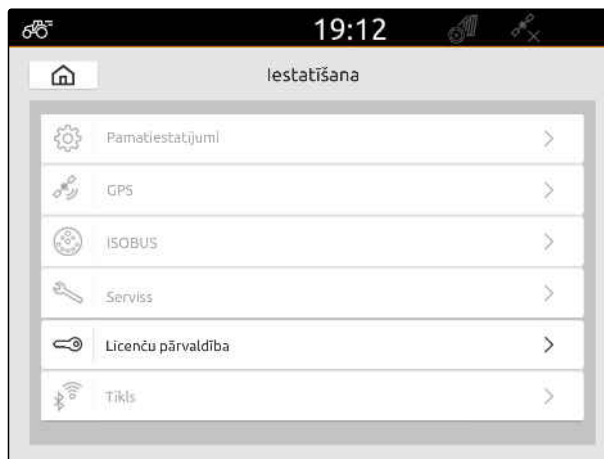 19:12
Iestatīšana
Pamatiestatījumi
GPS
ISOBUS
Serviss
Licenču pārvaldība
Tīkls